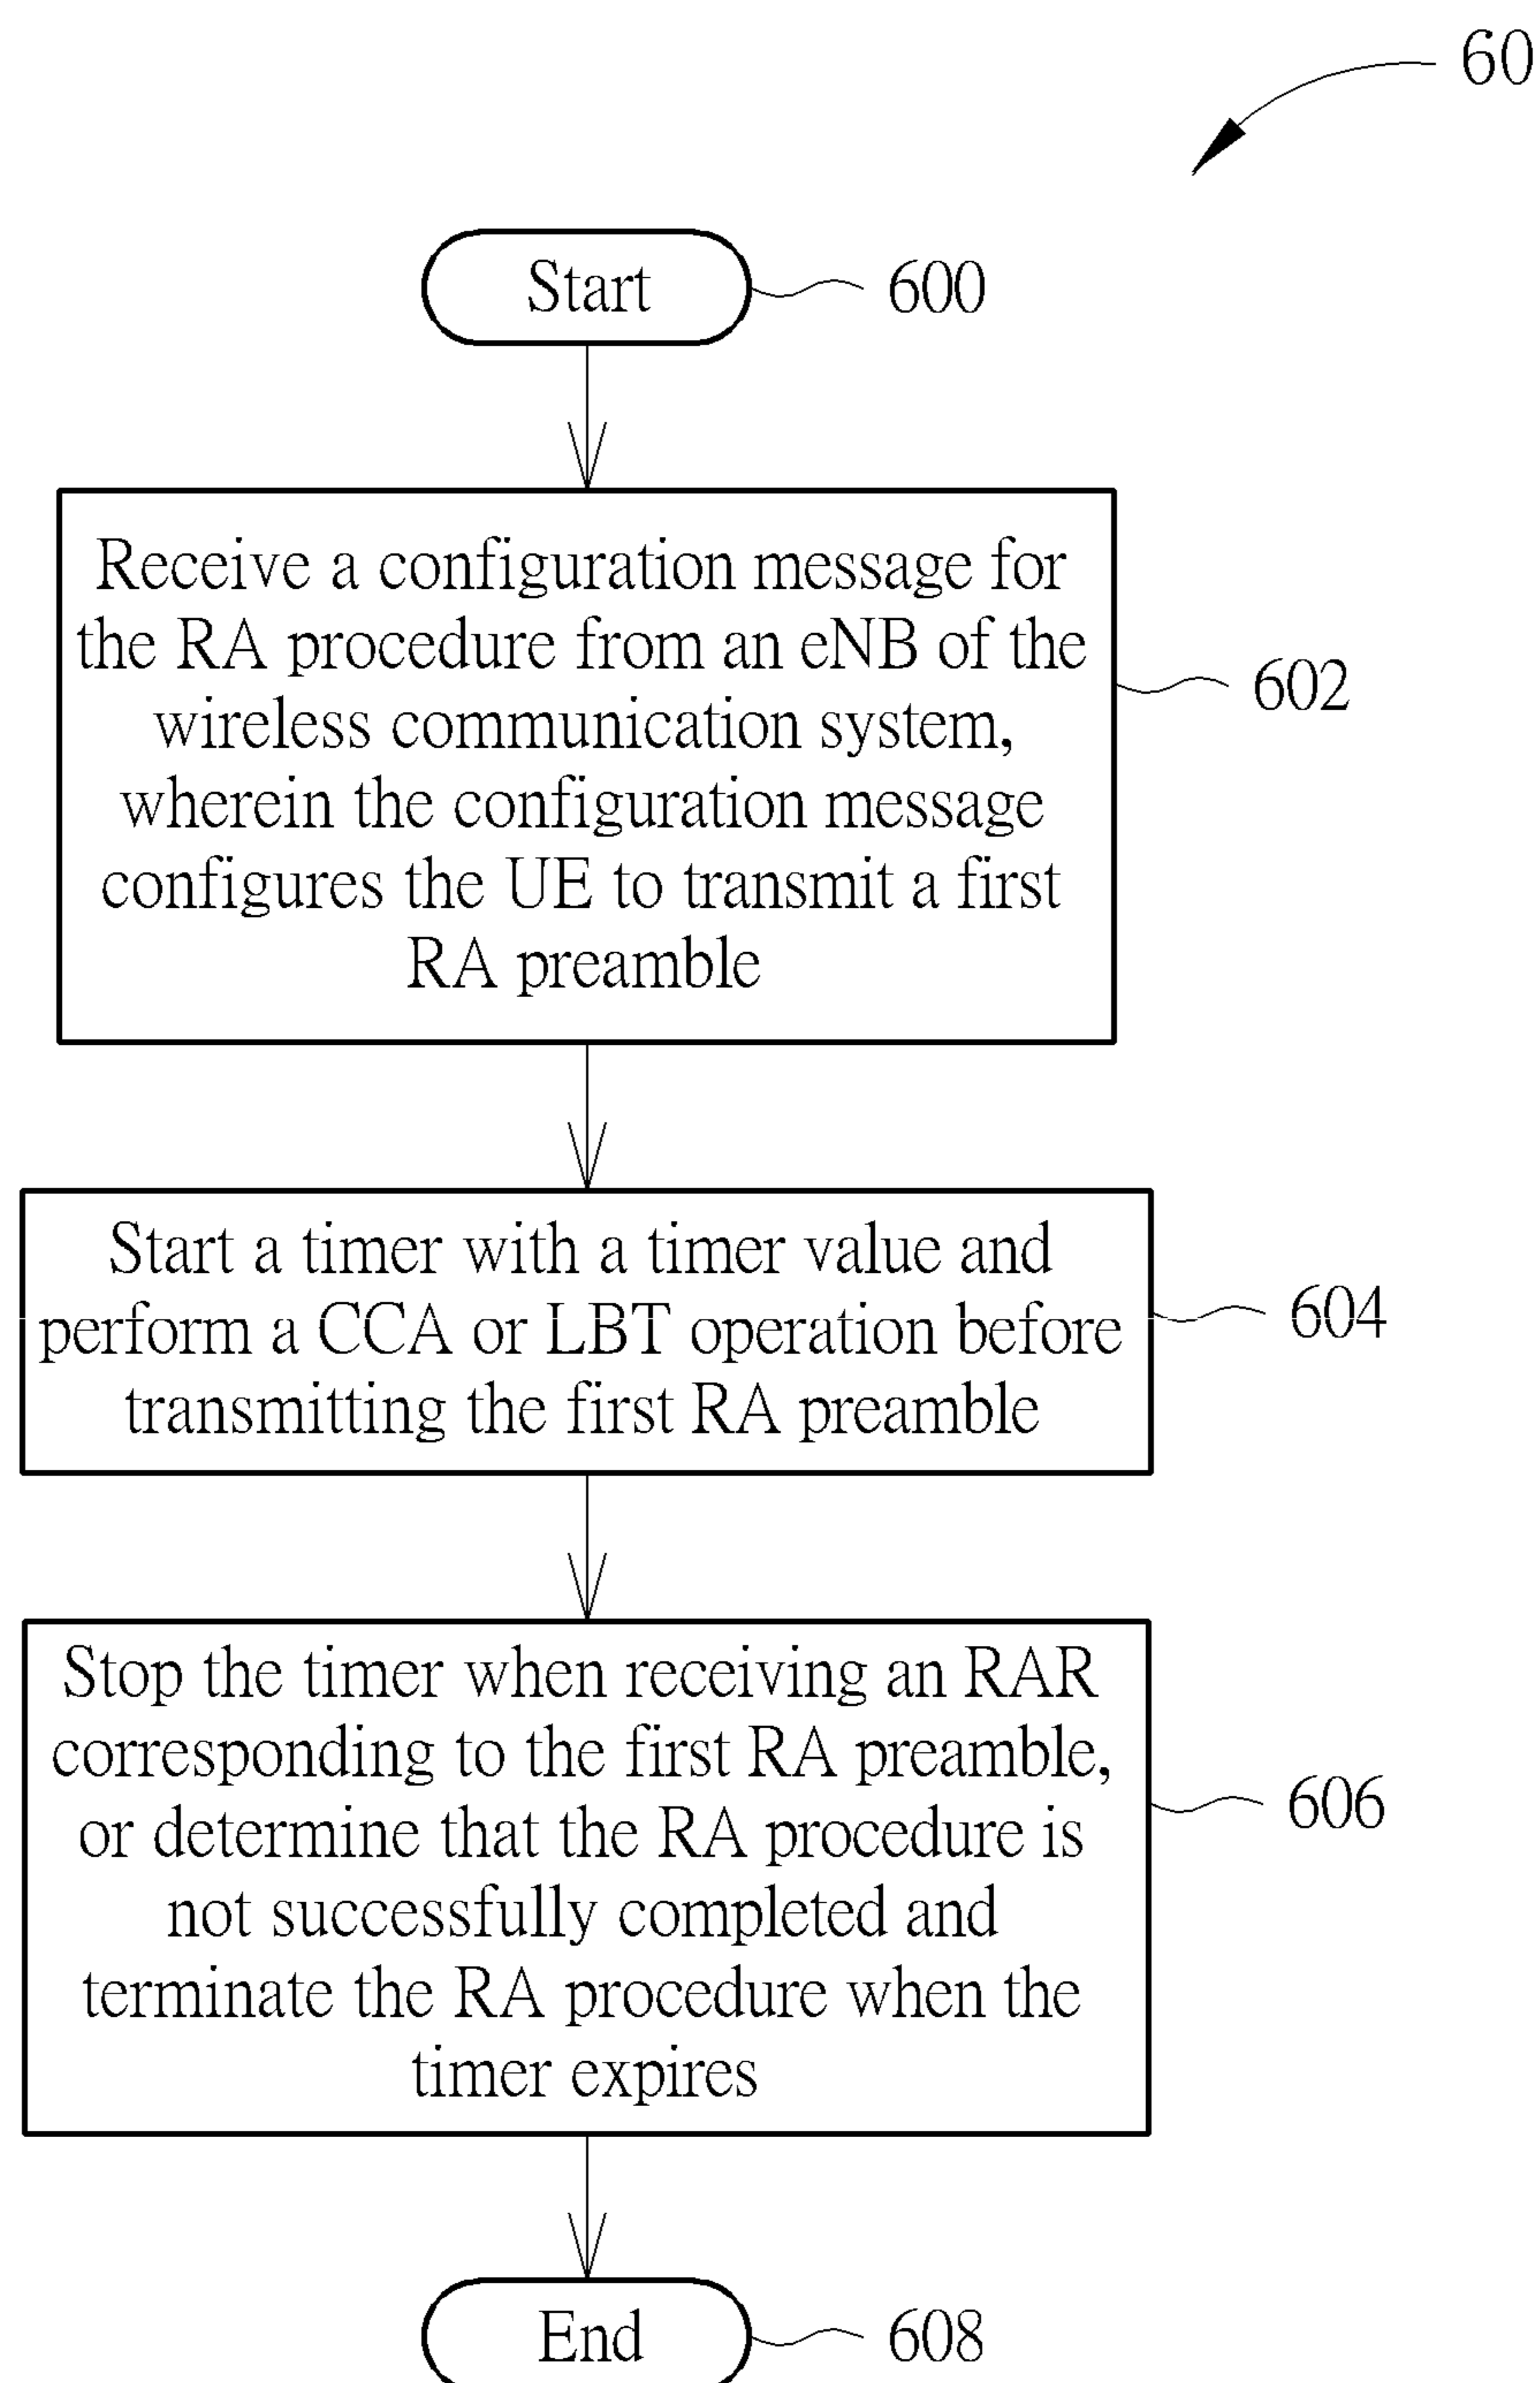 60
Start
600
Receive a configuration message for
the RA procedure from an eNB of the
wireless communication system,
wherein the configuration message
configures the UE to transmit a first
RA preamble
602
Start a timer with a timer value and
perform a CCA or LBT operation before
transmitting the first RA preamble
604
Stop the timer when receiving an RAR
corresponding to the first RA preamble,
or determine that the RA procedure is
not successfully completed and
terminate the RA procedure when the
timer expires
606
End
608